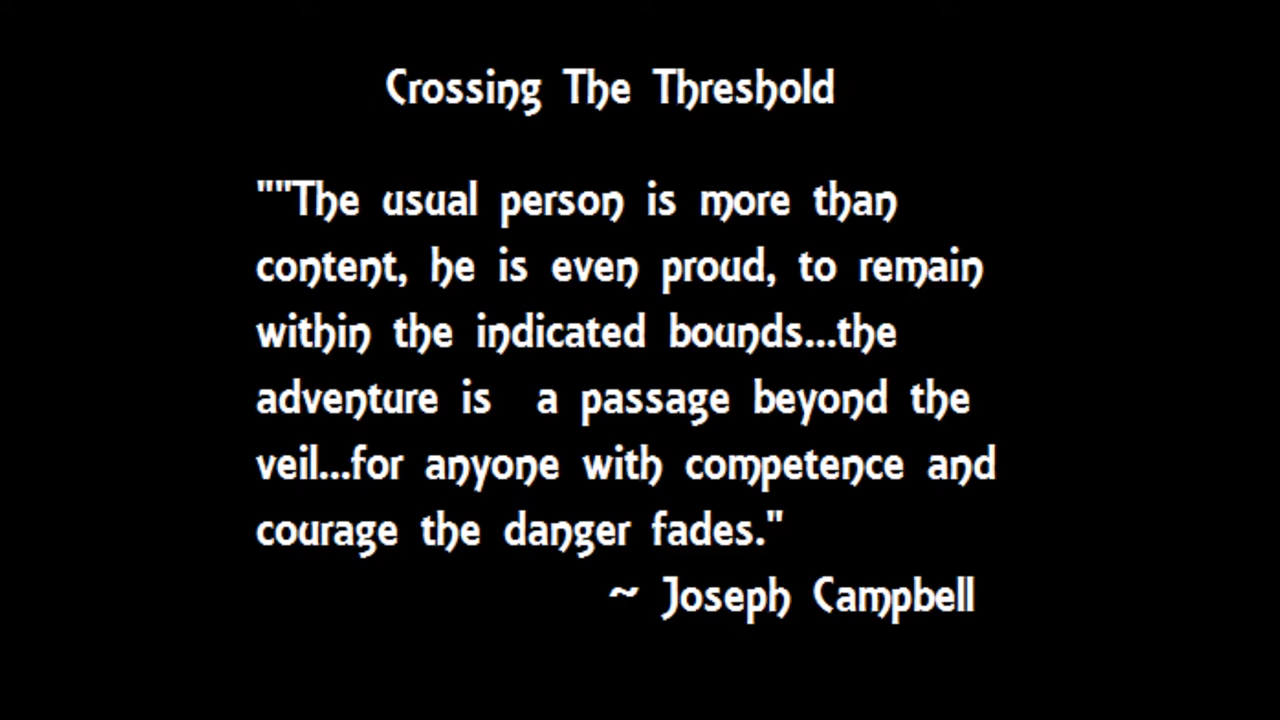 Crossing The Threshold
""The usual person is more than
content, he is even proud, to remain
within the indicated bounds...the
adventure is  a passage beyond the
veil...for anyone with competence and
courage the danger fades."
~ Joseph Campbell